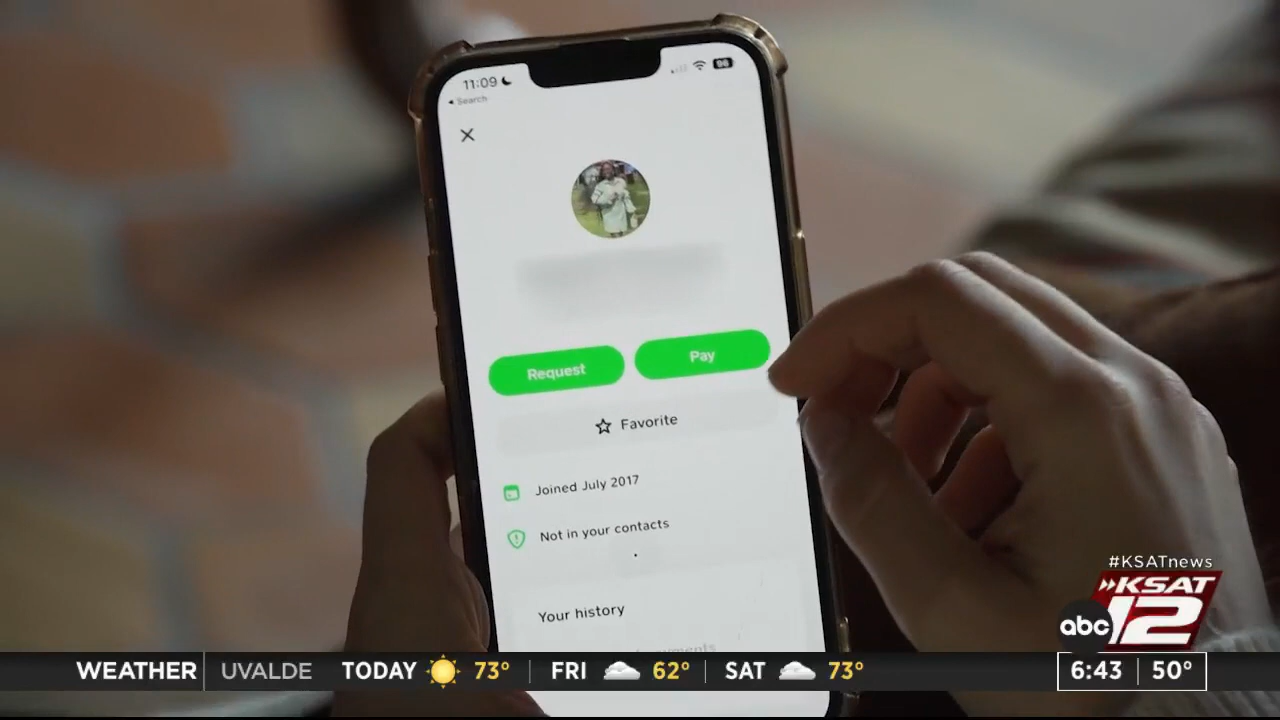 11:09
Search
96
Request
Pay
Favorite
Joined July 2017
Not in your contacts
Your history
#KSATnews
KSAT
abc 12
WEATHER UVALDE TODAY 73° FRI 62° SAT 73° 6:43 50°